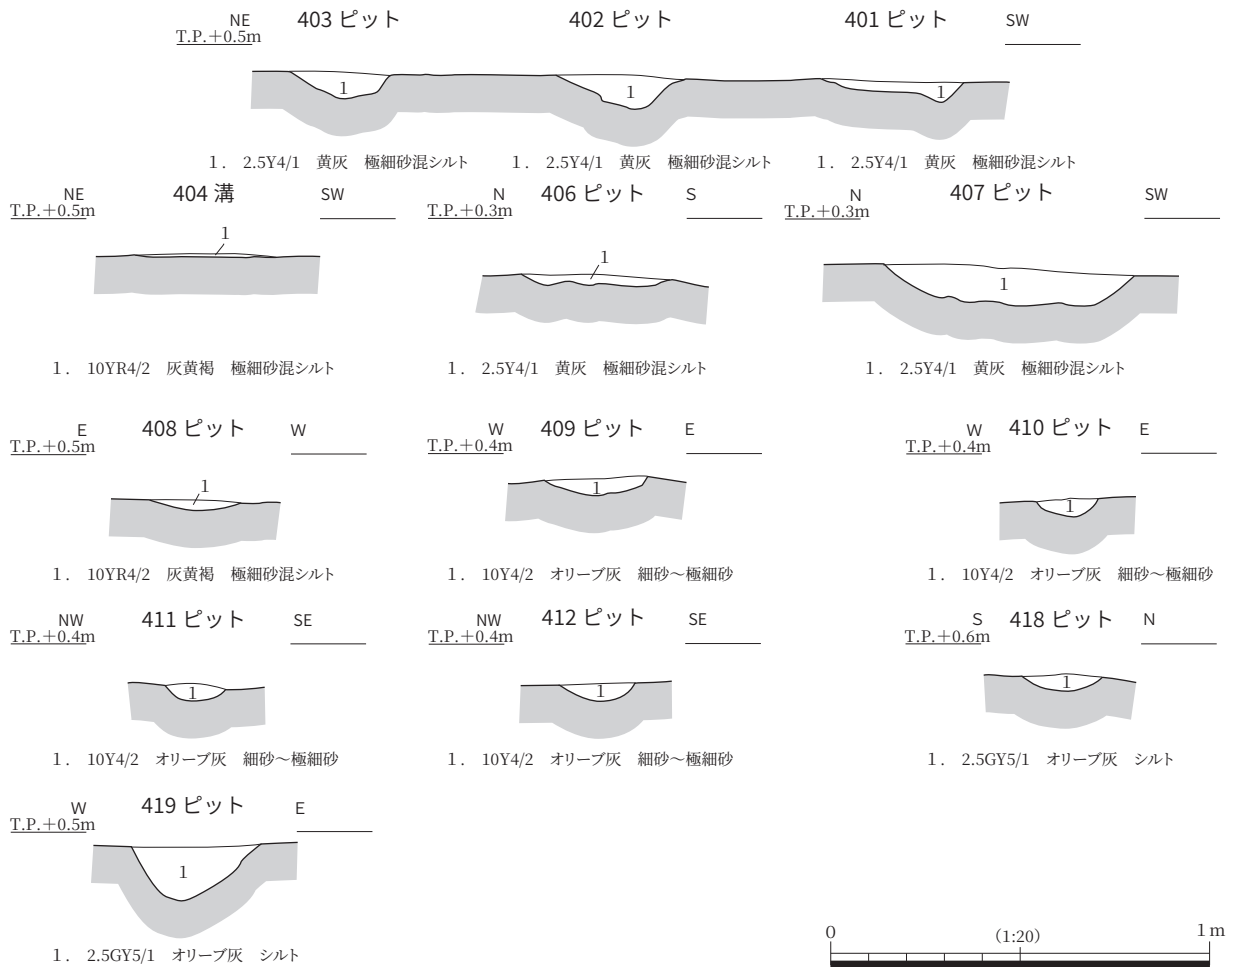 NE 403 ピット 402 ピット 401 ピット SW
T.P.＋0.5m
1 1 1
1. 2.5Y4/1 黄灰 極細砂混シルト 1. 2.5Y4/1 黄灰 極細砂混シルト 1. 2.5Y4/1 黄灰 極細砂混シルト
NE 404 溝 SW
T.P.＋0.5m
1
1. 10YR4/2 灰黄褐 極細砂混シルト
N 406 ピット S
T.P.＋0.3m
1
1. 2.5Y4/1 黄灰 極細砂混シルト
N 407 ピット SW
T.P.＋0.3m
1
1. 2.5Y4/1 黄灰 極細砂混シルト
E 408 ピット W
T.P.＋0.5m
1
1. 10YR4/2 灰黄褐 極細砂混シルト
W 409 ピット E
T.P.＋0.4m
1
1. 10Y4/2 オリーブ灰 細砂～極細砂
W 410 ピット E
T.P.＋0.4m
1
1. 10Y4/2 オリーブ灰 細砂～極細砂
NW 411 ピット SE
T.P.＋0.4m
1
1. 10Y4/2 オリーブ灰 細砂～極細砂
NW 412 ピット SE
T.P.＋0.4m
1
1. 10Y4/2 オリーブ灰 細砂～極細砂
S 418 ピット N
T.P.＋0.6m
1
1. 2.5GY5/1 オリーブ灰 シルト
W 419 ピット E
T.P.＋0.5m
1
1. 2.5GY5/1 オリーブ灰 シルト
0 (1:20) 1 m